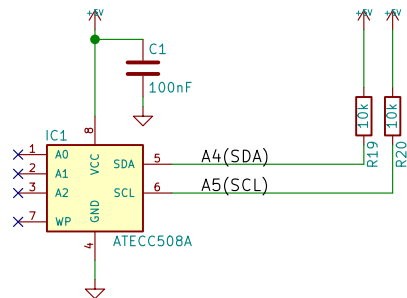 +5V
+5V
+5V
C1
100nF
10k
R19
10k
R20
IC1
8
VCC
1
A0
2
A1
3
A2
7
WP
SDA
5
A4(SDA)
SCL
6
A5(SCL)
GND
4
ATECC508A